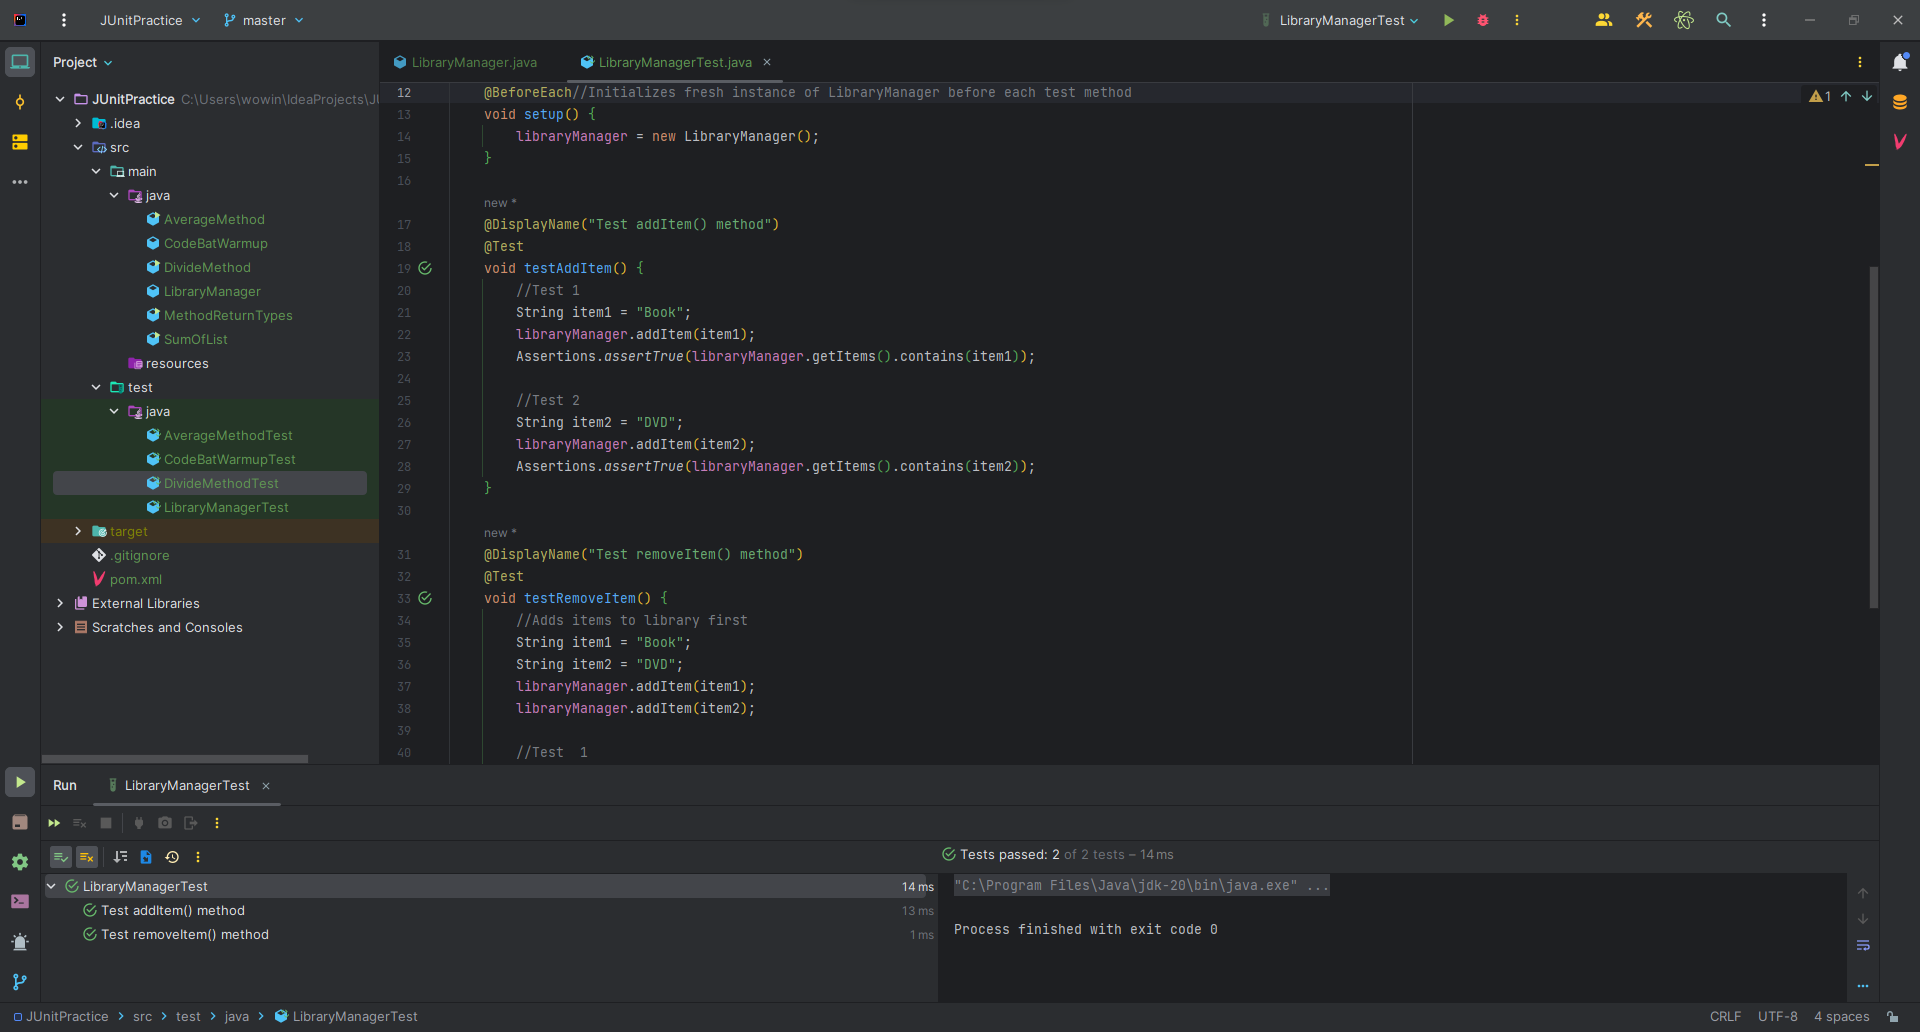 JUnitPractice
master
LibraryManagerTest
Project
JUnitPractice C:\Users\wowin\IdeaProjects\JU
.idea
src
main
java
AverageMethod
CodeBatWarmup
DivideMethod
LibraryManager
MethodReturnTypes
SumOfList
resources
test
java
AverageMethodTest
CodeBatWarmupTest
DivideMethodTest
LibraryManagerTest
target
.gitignore
pom.xml
External Libraries
Scratches and Consoles
LibraryManager.java
LibraryManagerTest.java
1
12 @BeforeEach//Initializes fresh instance of LibraryManager before each test method
13 void setup() {
14 libraryManager = new LibraryManager();
15 }
16
new *
17 @DisplayName("Test addItem() method")
18 @Test
19 void testAddItem() {
20 //Test 1
21 String item1 = "Book";
22 libraryManager.addItem(item1);
23 Assertions.assertTrue(libraryManager.getItems().contains(item1));
24
25 //Test 2
26 String item2 = "DVD";
27 libraryManager.addItem(item2);
28 Assertions.assertTrue(libraryManager.getItems().contains(item2));
29 }
30
new *
31 @DisplayName("Test removeItem() method")
32 @Test
33 void testRemoveItem() {
34 //Adds items to library first
35 String item1 = "Book";
36 String item2 = "DVD";
37 libraryManager.addItem(item1);
38 libraryManager.addItem(item2);
39
40 //Test  1
Run LibraryManagerTest
Tests passed: 2 of 2 tests – 14 ms
LibraryManagerTest 14 ms
Test addItem() method 13 ms
Test removeItem() method 1 ms
"C:\Program Files\Java\jdk-20\bin\java.exe" ...
Process finished with exit code 0
JUnitPractice > src > test > java > LibraryManagerTest
CRLF UTF-8 4 spaces